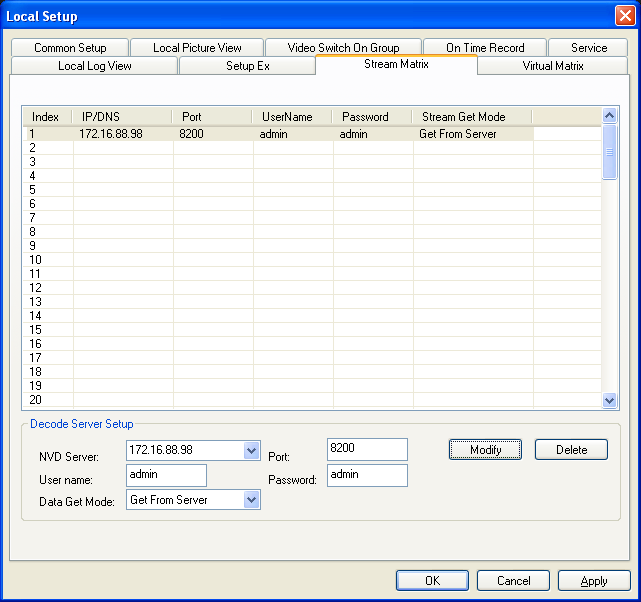 Local Setup
Common Setup Local Picture View Video Switch On Group On Time Record Service
Local Log View Setup Ex Stream Matrix Virtual Matrix
Index IP/DNS Port UserName Password Stream Get Mode
1 172.16.88.98 8200 admin admin Get From Server
2
3
4
5
6
7
8
9
10
11
12
13
14
15
16
17
18
19
20
Decode Server Setup
NVD Server: 172.16.88.98 Port: 8200 Modify Delete
User name: admin Password: admin
Data Get Mode: Get From Server
OK Cancel Apply